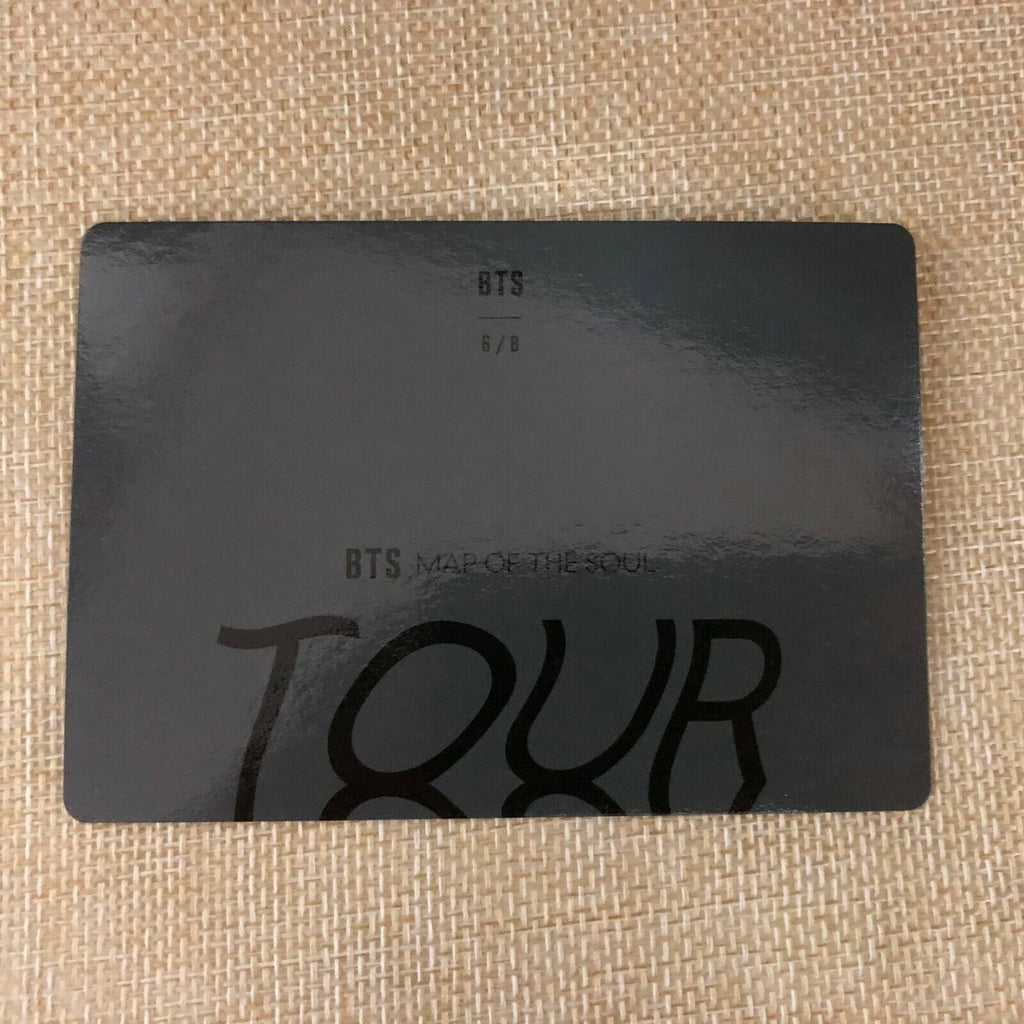 BTS
6/8
BTS MAP OF THE SOUL
TOUR